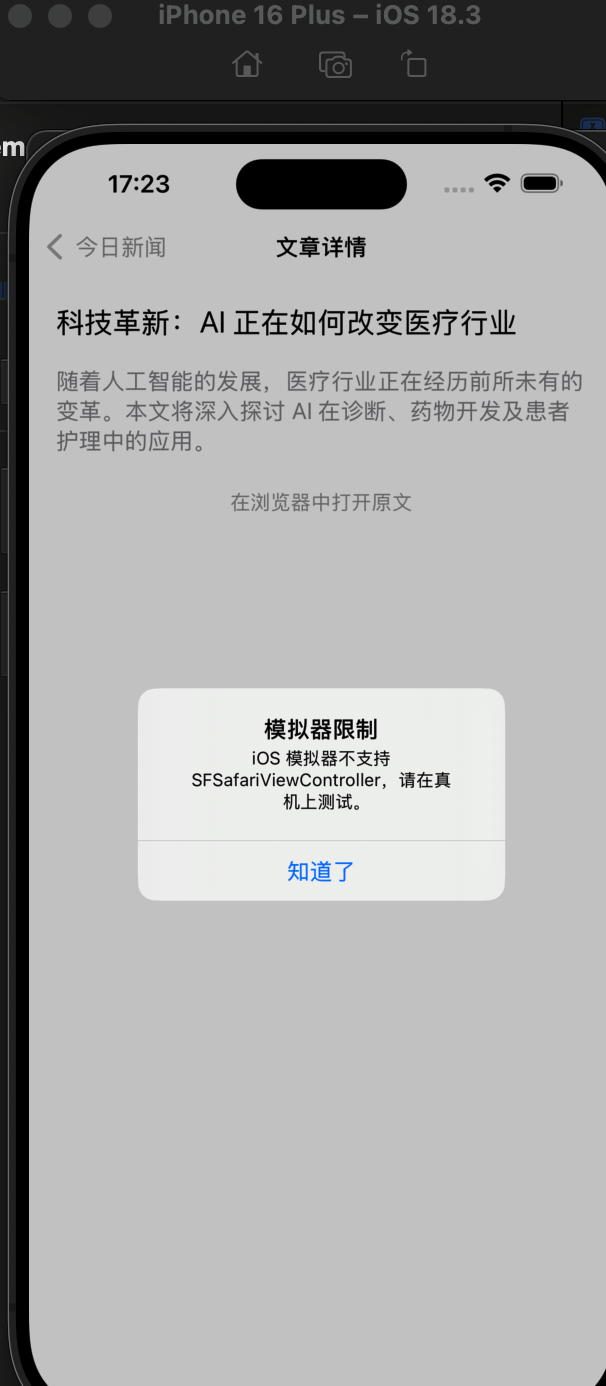 iPhone 16 Plus – iOS 18.3
em
17:23
今日新闻
文章详情
科技革新：AI 正在如何改变医疗行业
随着人工智能的发展，医疗行业正在经历前所未有的
变革。本文将深入探讨 AI 在诊断、药物开发及患者
护理中的应用。
在浏览器中打开原文
模拟器限制
iOS 模拟器不支持
SFSafariViewController，请在真
机上测试。
知道了